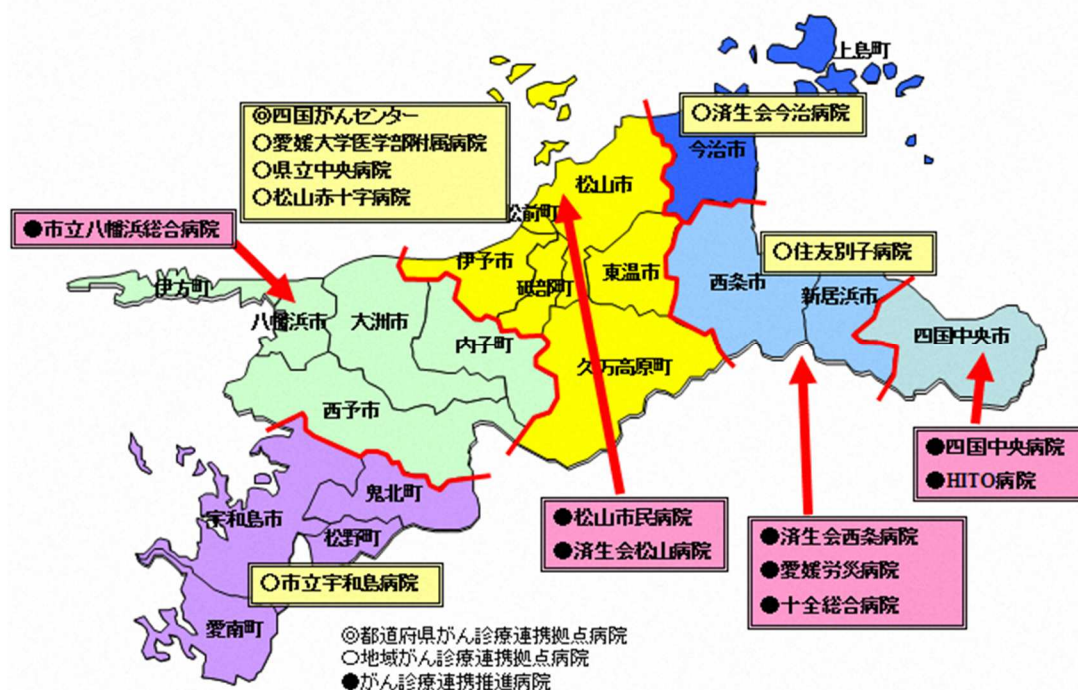 上島町
◎四国がんセンター
○愛媛大学医学部附属病院
○県立中央病院
○松山赤十字病院
○済生会今治病院
今治市
松山市
松前町
●市立八幡浜総合病院
伊予市
砥部町
東温市
○住友別子病院
西条市
新居浜市
四国中央市
伊方町
八幡浜市
大洲市
内子町
久万高原町
西予市
●四国中央病院
●HITO病院
鬼北町
宇和島市
松野町
●松山市民病院
●済生会松山病院
●済生会西条病院
●愛媛労災病院
●十全総合病院
○市立宇和島病院
愛南町
◎都道府県がん診療連携拠点病院
○地域がん診療連携拠点病院
●がん診療連携推進病院